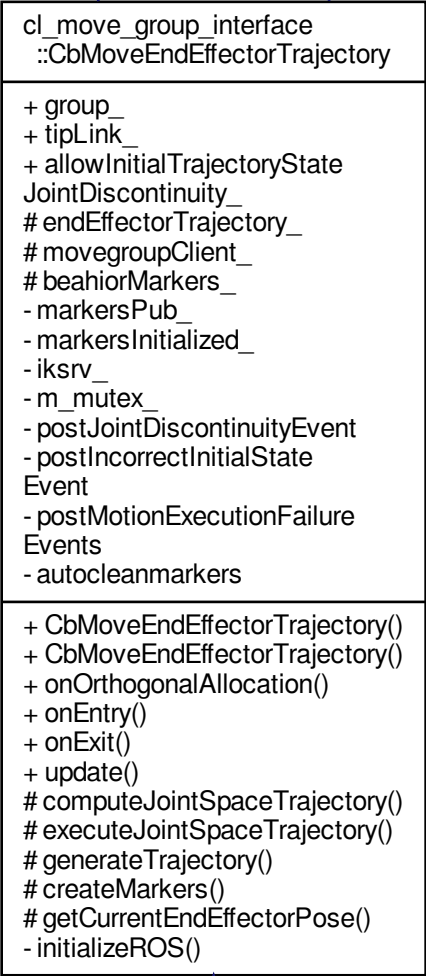 cl_move_group_interface
::CbMoveEndEffectorTrajectory
+ group_
+ tipLink_
+ allowInitialTrajectoryState
JointDiscontinuity_
# endEffectorTrajectory_
# movegroupClient_
# beahiorMarkers_
- markersPub_
- markersInitialized_
- iksrv_
- m_mutex_
- postJointDiscontinuityEvent
- postIncorrectInitialState
Event
- postMotionExecutionFailure
Events
- autocleanmarkers
+ CbMoveEndEffectorTrajectory()
+ CbMoveEndEffectorTrajectory()
+ onOrthogonalAllocation()
+ onEntry()
+ onExit()
+ update()
# computeJointSpaceTrajectory()
# executeJointSpaceTrajectory()
# generateTrajectory()
# createMarkers()
# getCurrentEndEffectorPose()
- initializeROS()